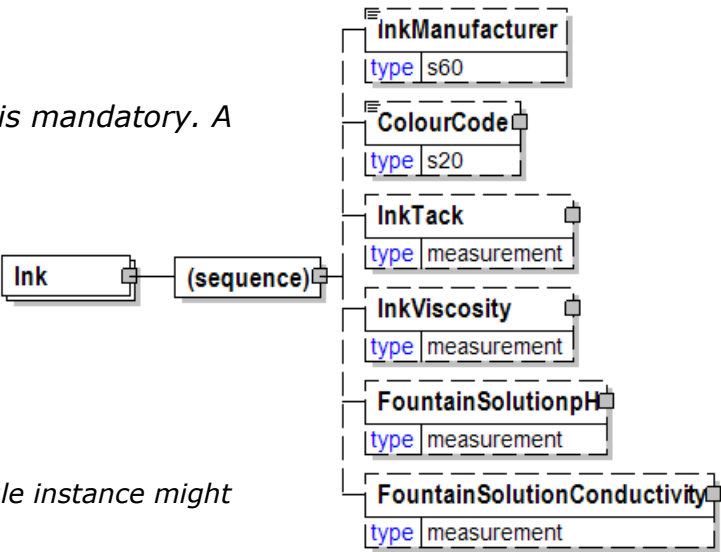 InkManufacturer
type s60
is mandatory. A
ColourCode
type s20
InkTack
type measurement
Ink
(sequence)
InkViscosity
type measurement
FountainSolutionpH
type measurement
le instance might
FountainSolutionConductivity
type measurement